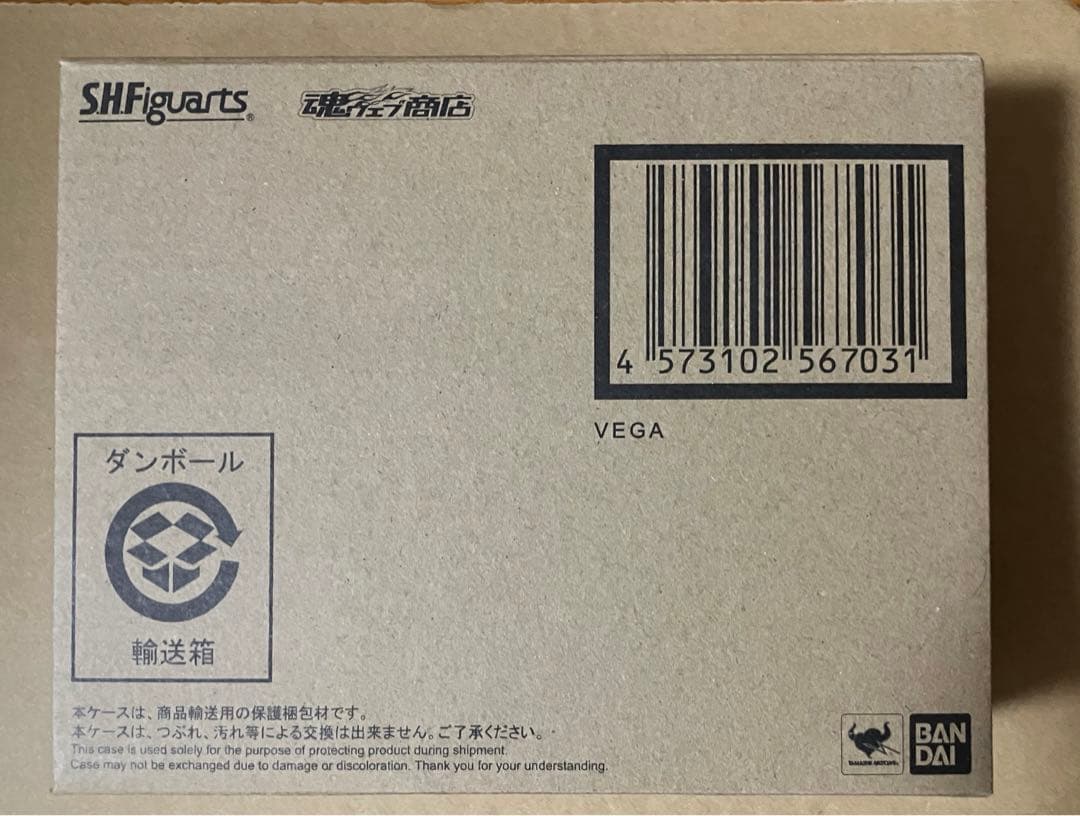 S.H.Figuarts®
魂ウェブ商店
4 573102 567031
VEGA
ダンボール
輸送箱
本ケースは、商品輸送用の保護梱包材です。
本ケースは、つぶれ、汚れ等による交換は出来ません。ご了承ください。
This case is used solely for the purpose of protecting product during shipment.
Case may not be exchanged due to damage or discoloration. Thank you for your understanding.
TAMASHII NATIONS
BAN
DAI